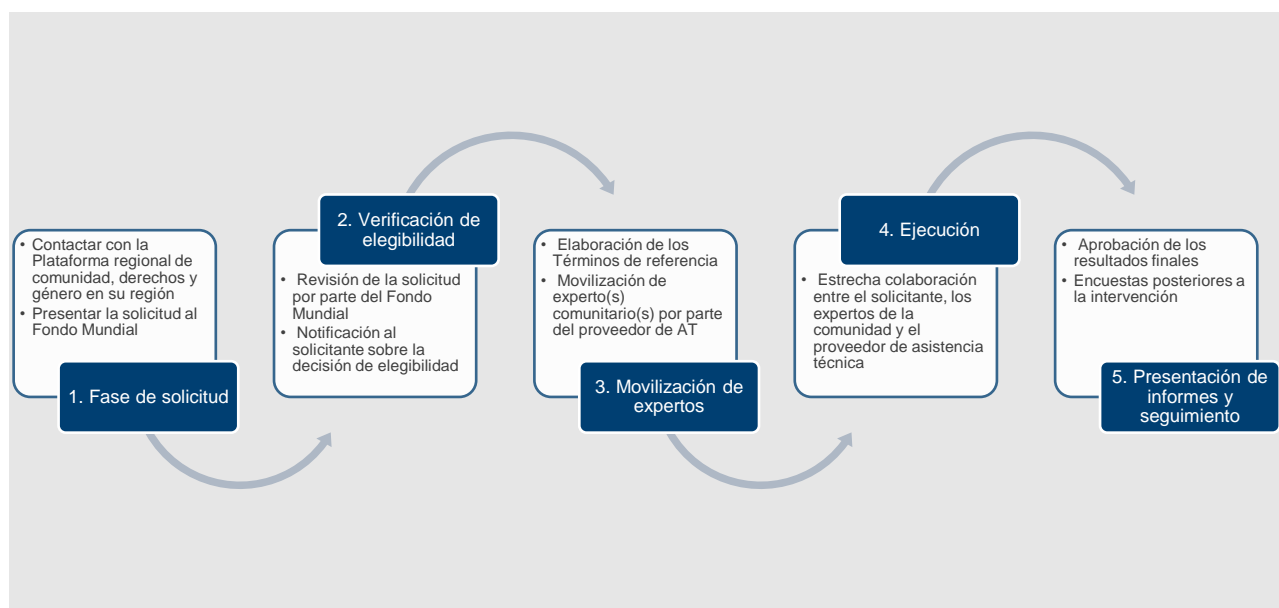 • Contactar con la
Plataforma regional de
comunidad, derechos y
género en su región
• Presentar la solicitud al
Fondo Mundial
1. Fase de solicitud
2. Verificación de
elegibilidad
• Revisión de la solicitud
por parte del Fondo
Mundial
• Notificación al
solicitante sobre la
decisión de elegibilidad
• Elaboración de los
Términos de referencia
• Movilización de
experto(s)
comunitario(s) por parte
del proveedor de AT
3. Movilización de
expertos
4. Ejecución
• Estrecha colaboración
entre el solicitante, los
expertos de la
comunidad y el
proveedor de asistencia
técnica
• Aprobación de los
resultados finales
• Encuestas posteriores a
la intervención
5. Presentación de
informes y
seguimiento